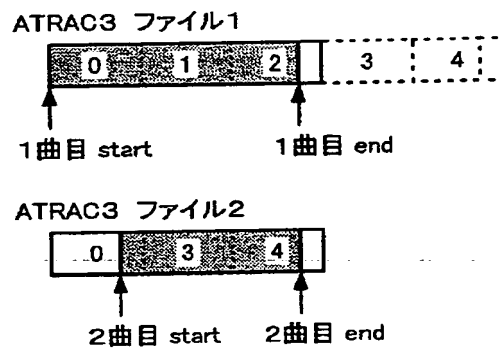 ATRAC3 ファイル1
0 1 2 3 4
1曲目 start 1曲目 end
ATRAC3 ファイル2
0 3 4
2曲目 start 2曲目 end